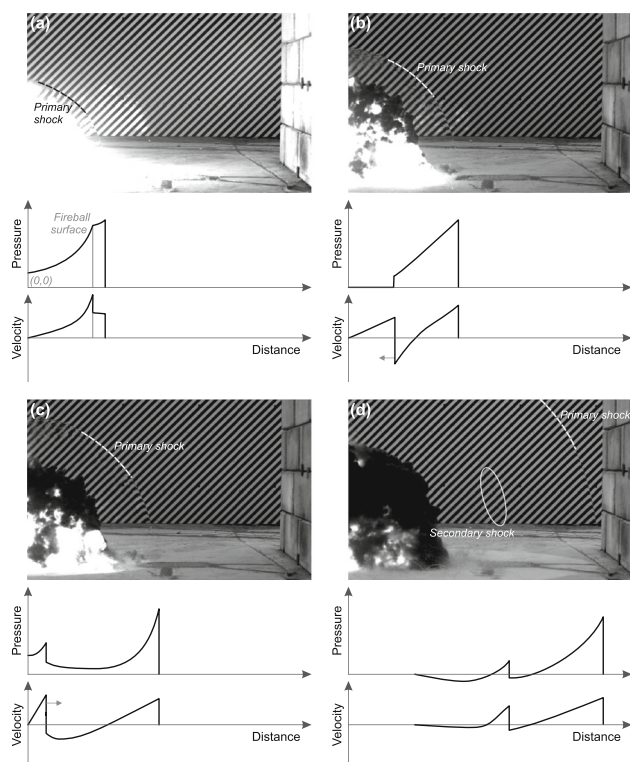 (a)
Primary
shock
Fireball
surface
Pressure
(0,0)
Velocity
Distance
(b)
Primary shock
Pressure
Velocity
Distance
(c)
Primary shock
Pressure
Velocity
Distance
(d)
Primary shock
Secondary shock
Pressure
Velocity
Distance